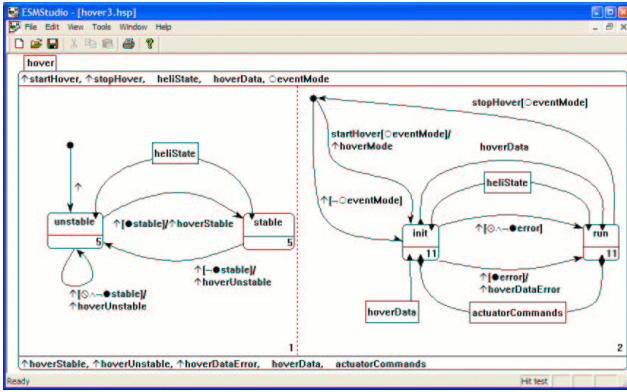 ESMStudio - [hover3.hsp]
File Edit View Tools Window Help
hover
↑startHover, ↑stopHover, heliState, hoverData, ○eventMode
stopHover[○eventMode]
startHover[○eventMode]/
↑hoverMode
hoverData
heliState
heliState
↑
↑[¬○eventMode]
unstable
5
↑[●stable]/↑hoverStable
stable
5
init
11
↑[⦸∧¬●error]
run
11
↑[¬●stable]/
↑hoverUnstable
↑[⦸∧¬●stable]/
↑hoverUnstable
↑[●error]/
↑hoverDataError
hoverData
actuatorCommands
1
2
↑hoverStable, ↑hoverUnstable, ↑hoverDataError, hoverData, actuatorCommands
Ready
Hit test